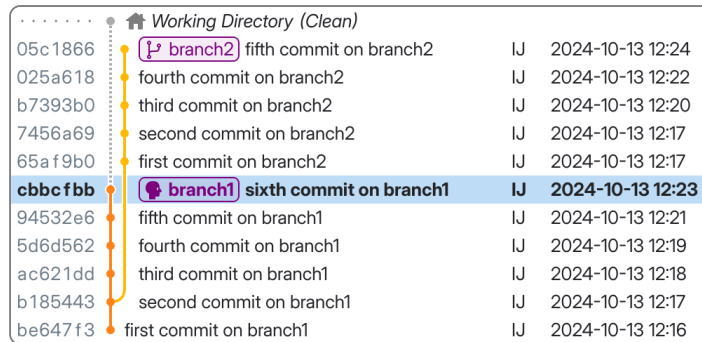 Working Directory (Clean)
05c1866 branch2 fifth commit on branch2 IJ 2024-10-13 12:24
025a618 fourth commit on branch2 IJ 2024-10-13 12:22
b7393b0 third commit on branch2 IJ 2024-10-13 12:20
7456a69 second commit on branch2 IJ 2024-10-13 12:17
65af9b0 first commit on branch2 IJ 2024-10-13 12:17
cbbcfbb branch1 sixth commit on branch1 IJ 2024-10-13 12:23
94532e6 fifth commit on branch1 IJ 2024-10-13 12:21
5d6d562 fourth commit on branch1 IJ 2024-10-13 12:19
ac621dd third commit on branch1 IJ 2024-10-13 12:18
b185443 second commit on branch1 IJ 2024-10-13 12:17
be647f3 first commit on branch1 IJ 2024-10-13 12:16